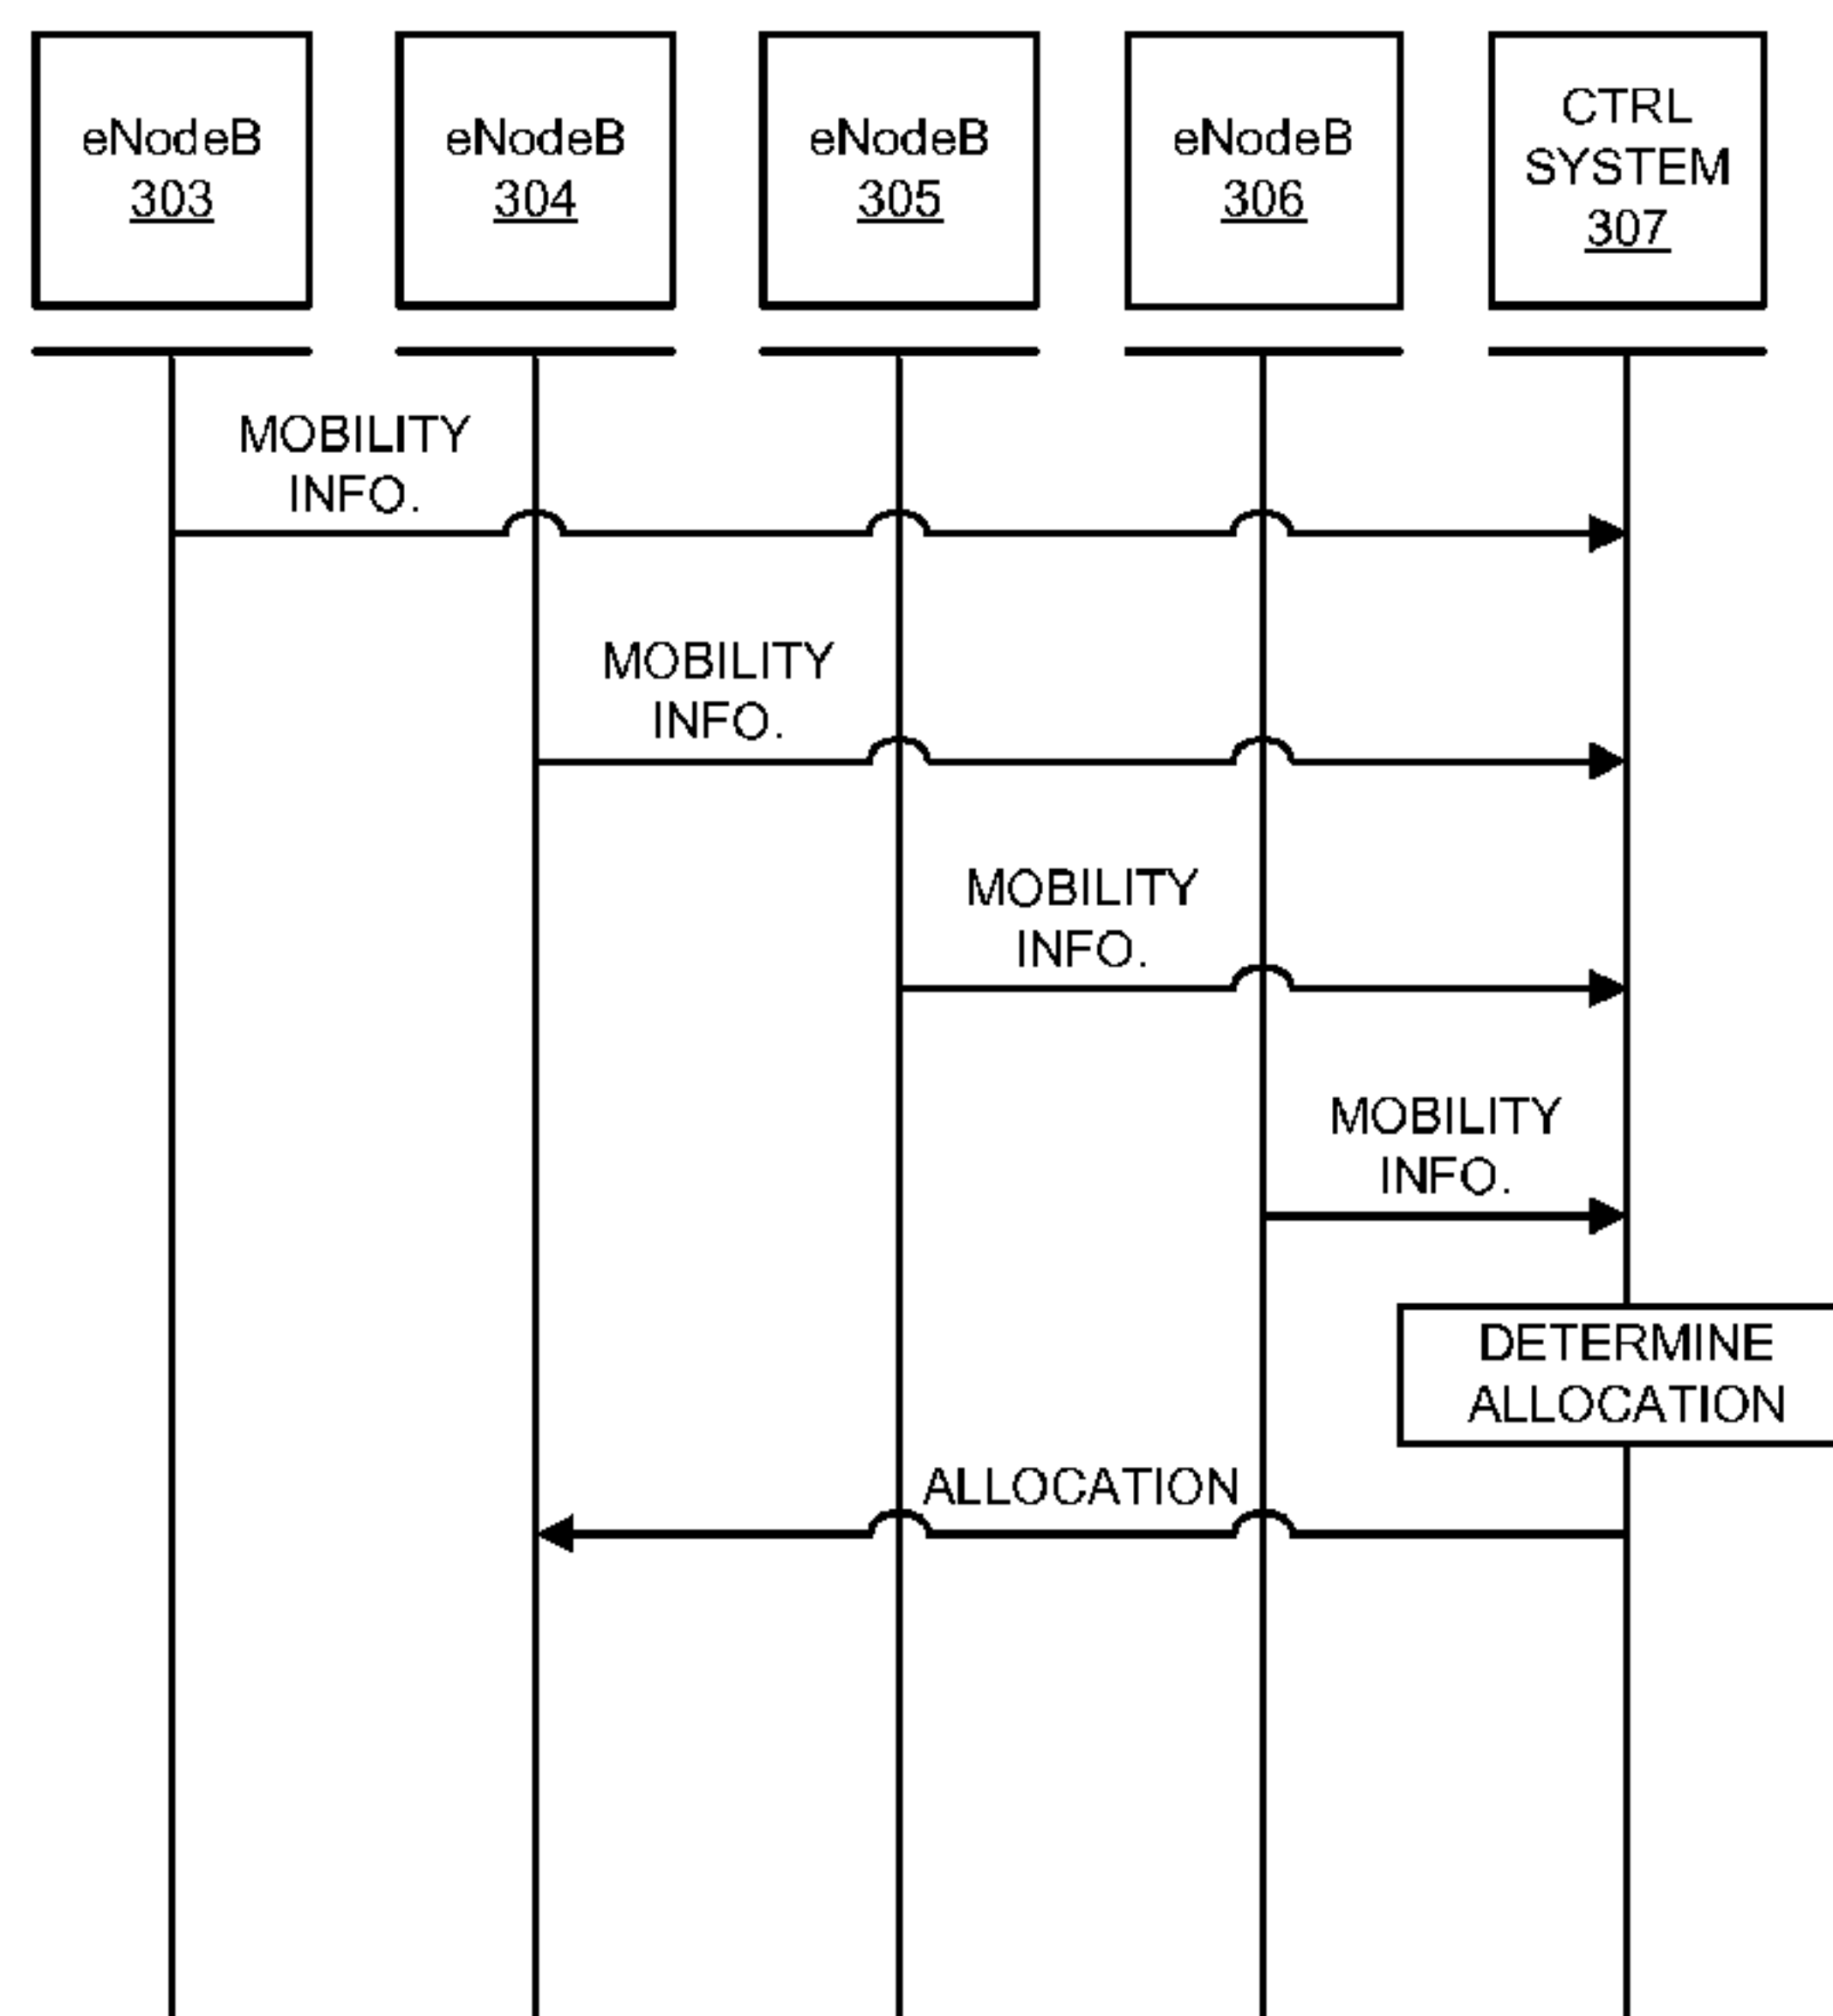 eNodeB
303
eNodeB
304
eNodeB
305
eNodeB
306
CTRL
SYSTEM
307
MOBILITY
INFO.
MOBILITY
INFO.
MOBILITY
INFO.
MOBILITY
INFO.
DETERMINE
ALLOCATION
ALLOCATION